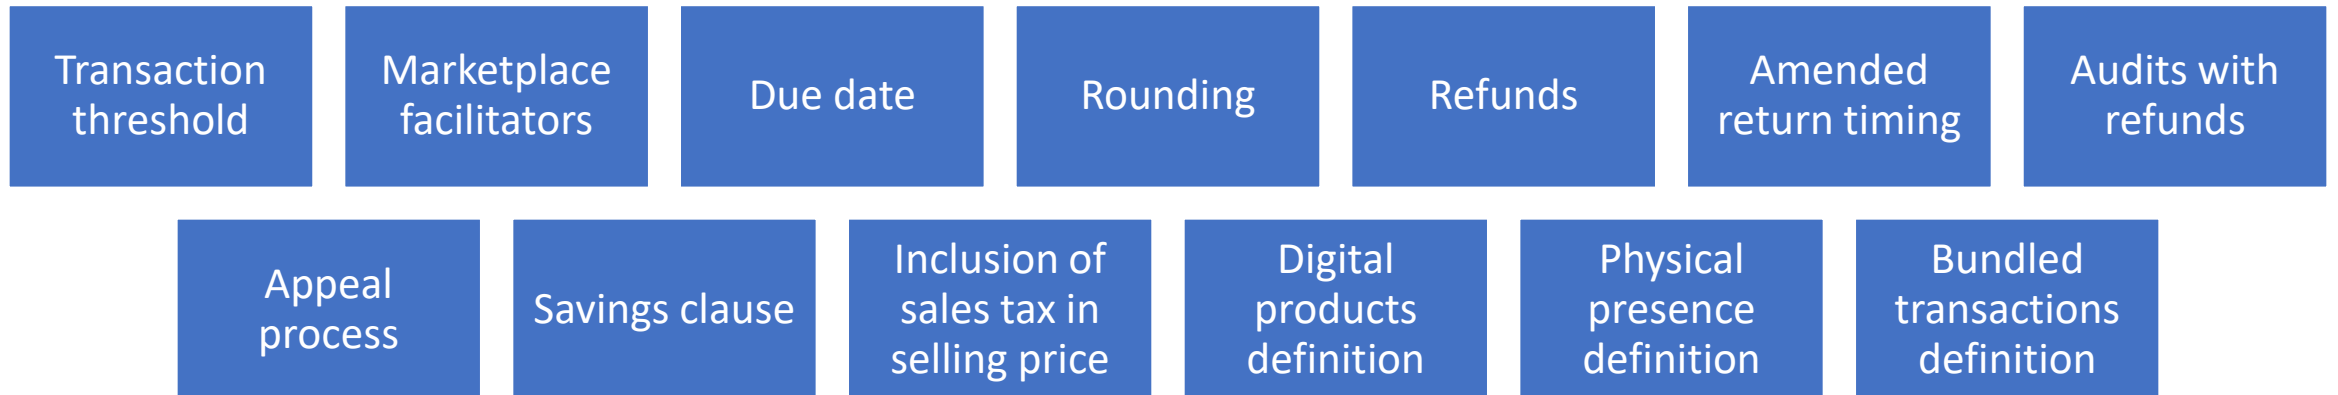 Transaction
threshold
Marketplace
facilitators
Due date
Rounding
Refunds
Amended
return timing
Audits with
refunds
Appeal
process
Savings clause
Inclusion of
sales tax in
selling price
Digital
products
definition
Physical
presence
definition
Bundled
transactions
definition